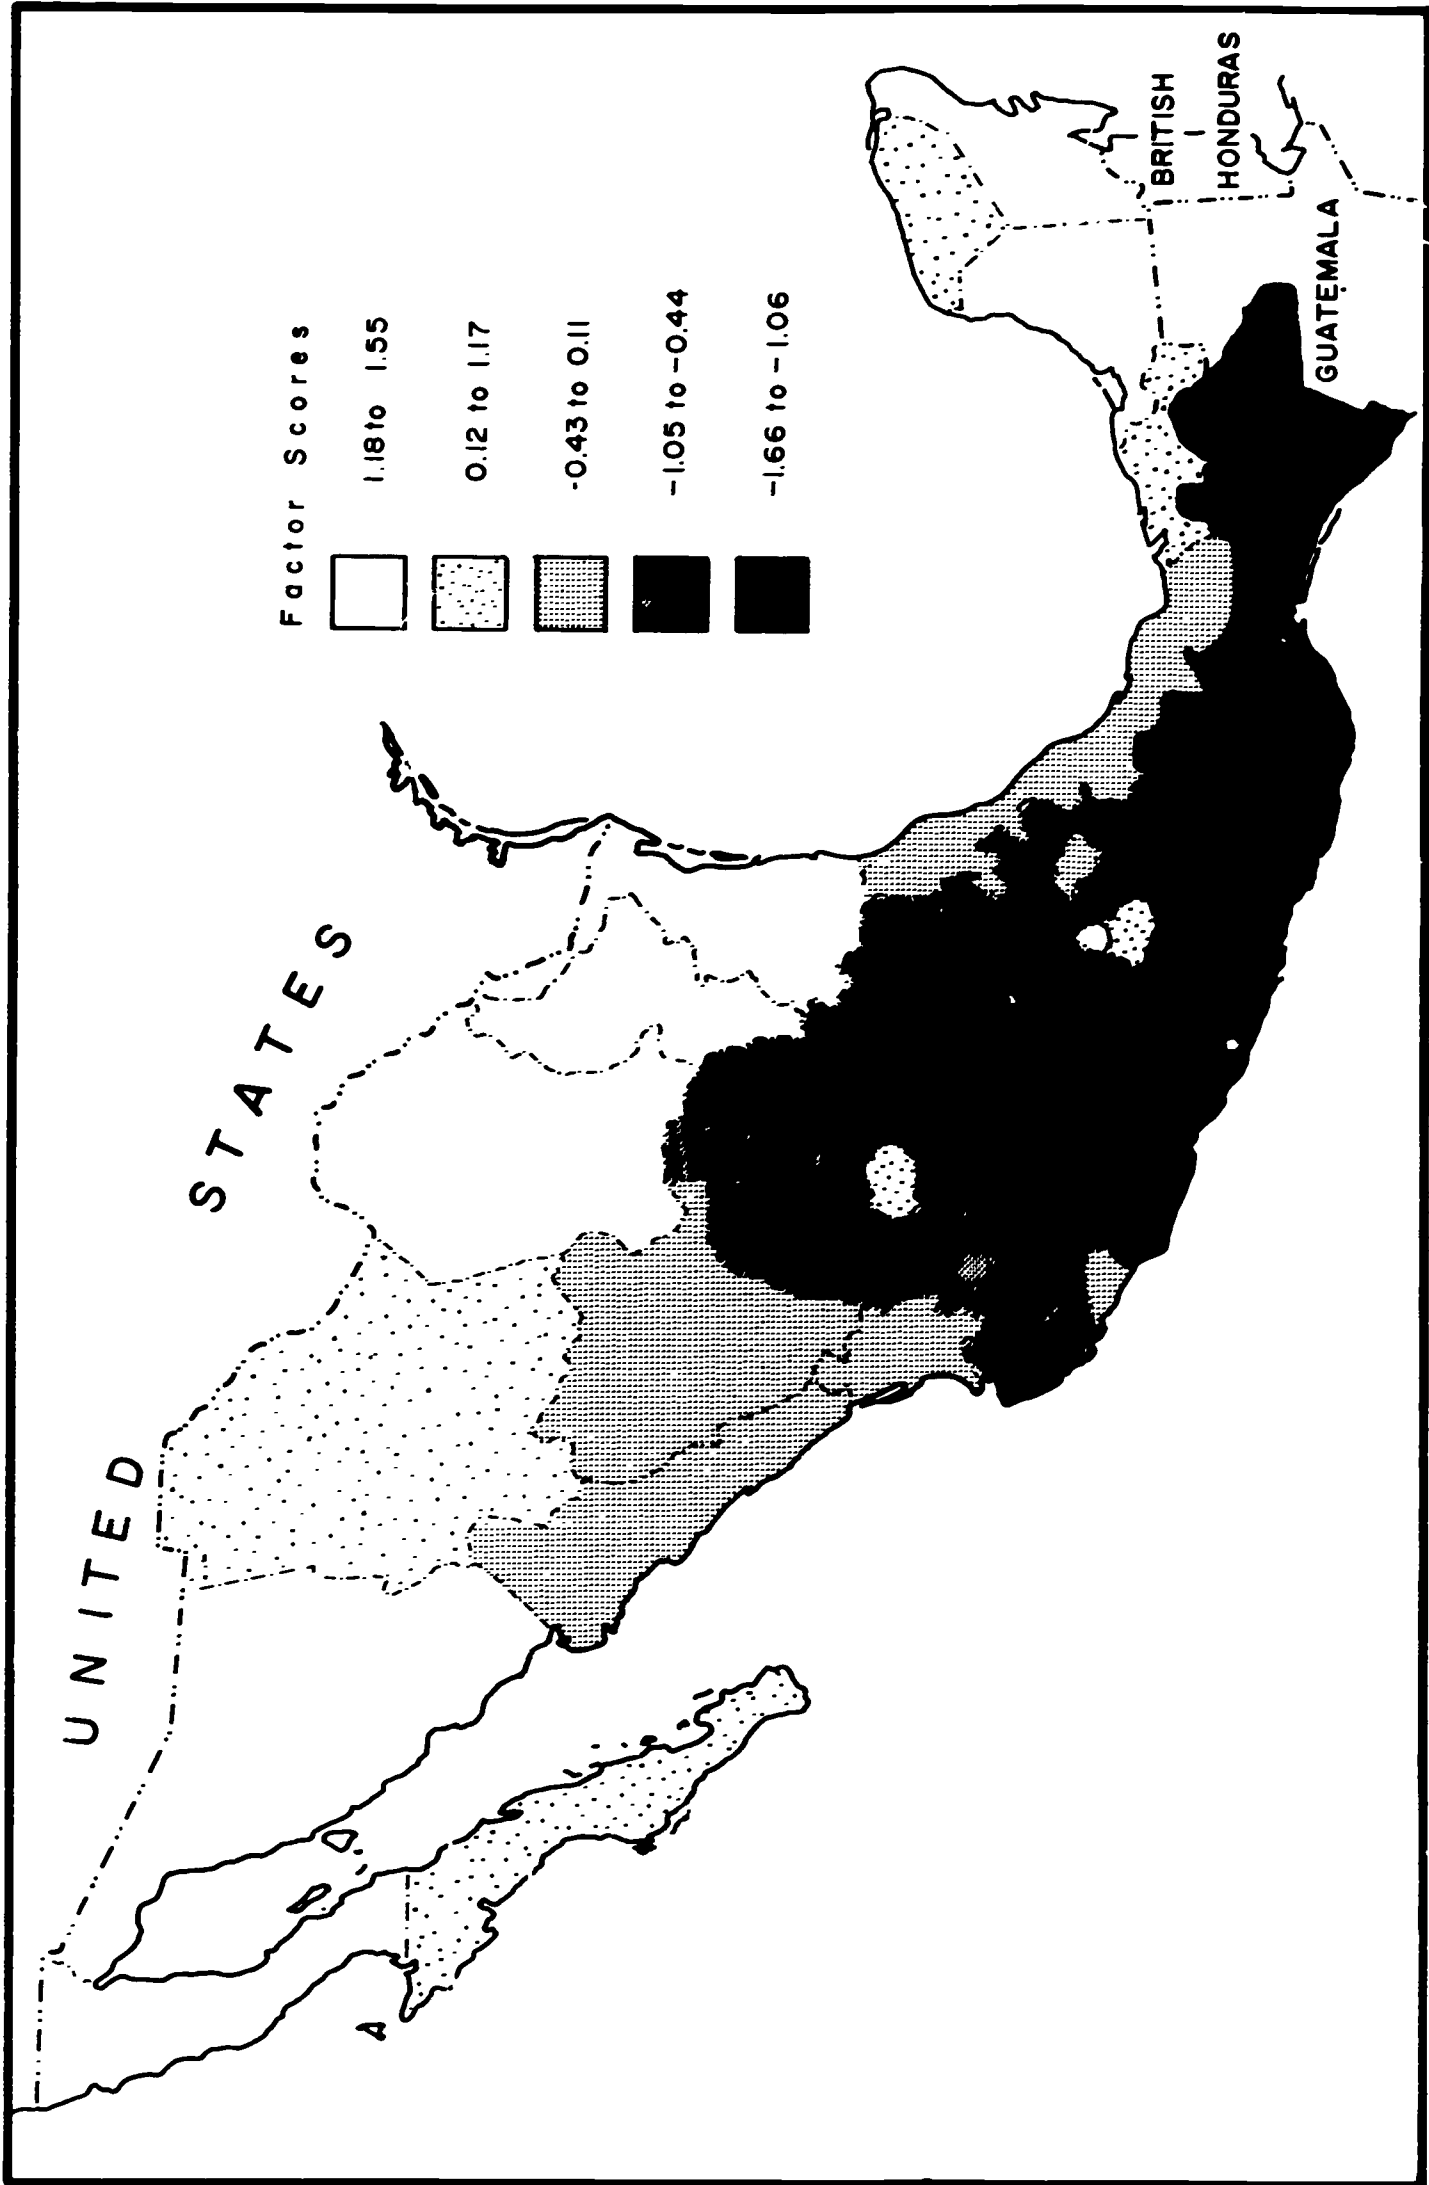 UNITED
STATES
Factor Scores
1.18 to 1.55
0.12 to 1.17
-0.43 to 0.11
-1.05 to -0.44
-1.66 to -1.06
BRITISH
HONDURAS
GUATEMALA
A